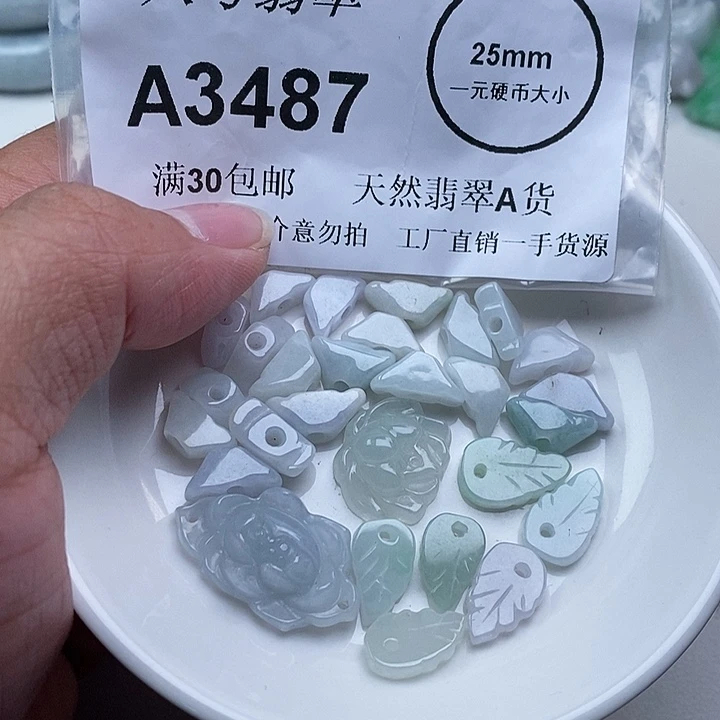 翡翠
A3487
25mm
一元硬币大小
满30包邮 天然翡翠A货
介意勿拍 工厂直销一手货源